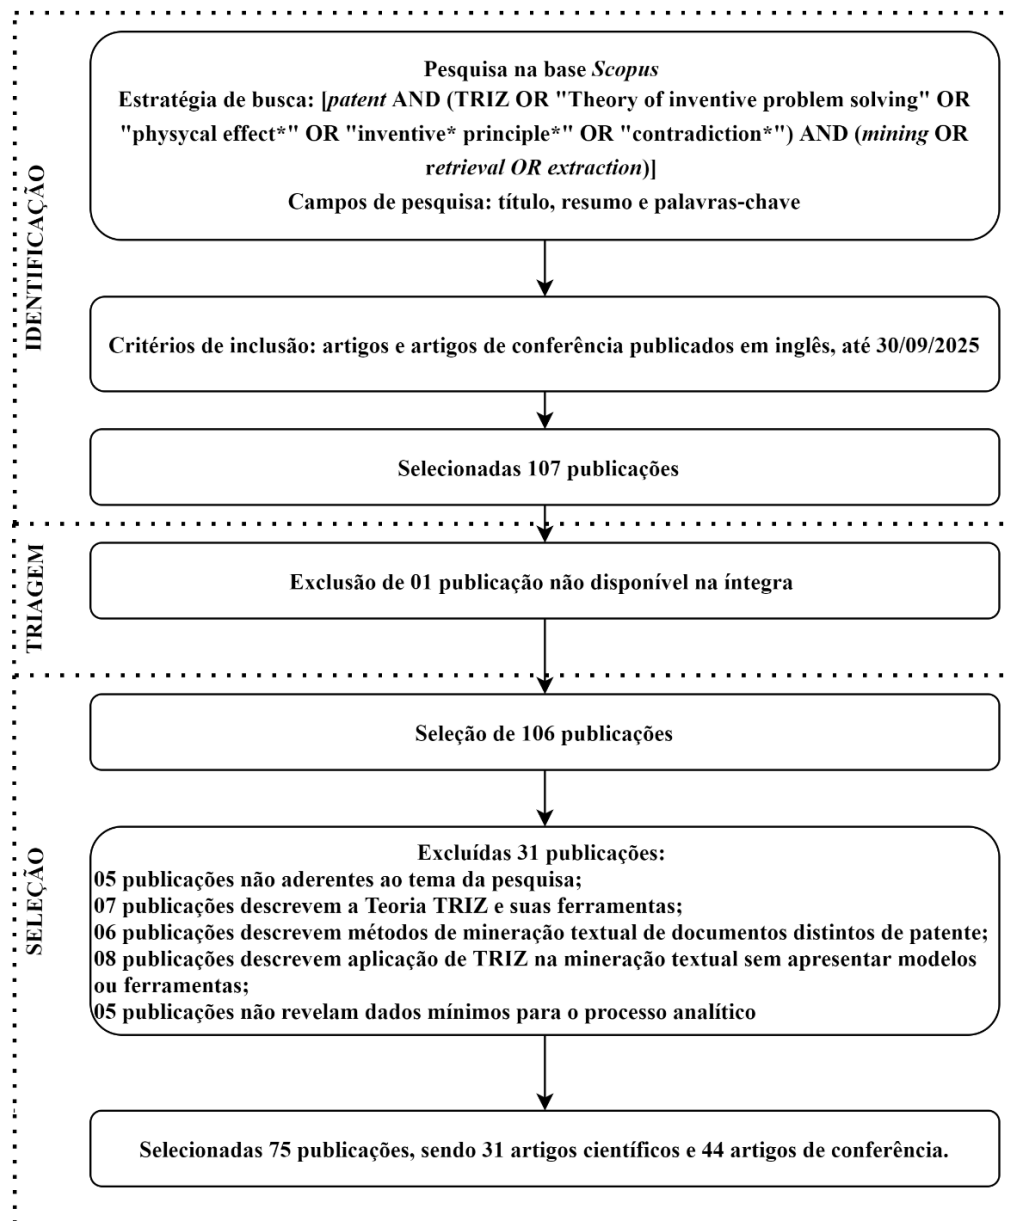 IDENTIFICAÇÃO
Pesquisa na base Scopus
Estratégia de busca: [patent AND (TRIZ OR "Theory of inventive problem solving" OR
"physycal effect*" OR "inventive* principle*" OR "contradiction*") AND (mining OR
retrieval OR extraction)]
Campos de pesquisa: título, resumo e palavras-chave
Critérios de inclusão: artigos e artigos de conferência publicados em inglês, até 30/09/2025
Selecionadas 107 publicações
TRIAGEM
Exclusão de 01 publicação não disponível na íntegra
SELEÇÃO
Seleção de 106 publicações
Excluídas 31 publicações:
05 publicações não aderentes ao tema da pesquisa;
07 publicações descrevem a Teoria TRIZ e suas ferramentas;
06 publicações descrevem métodos de mineração textual de documentos distintos de patente;
08 publicações descrevem aplicação de TRIZ na mineração textual sem apresentar modelos
ou ferramentas;
05 publicações não revelam dados mínimos para o processo analítico
Selecionadas 75 publicações, sendo 31 artigos científicos e 44 artigos de conferência.